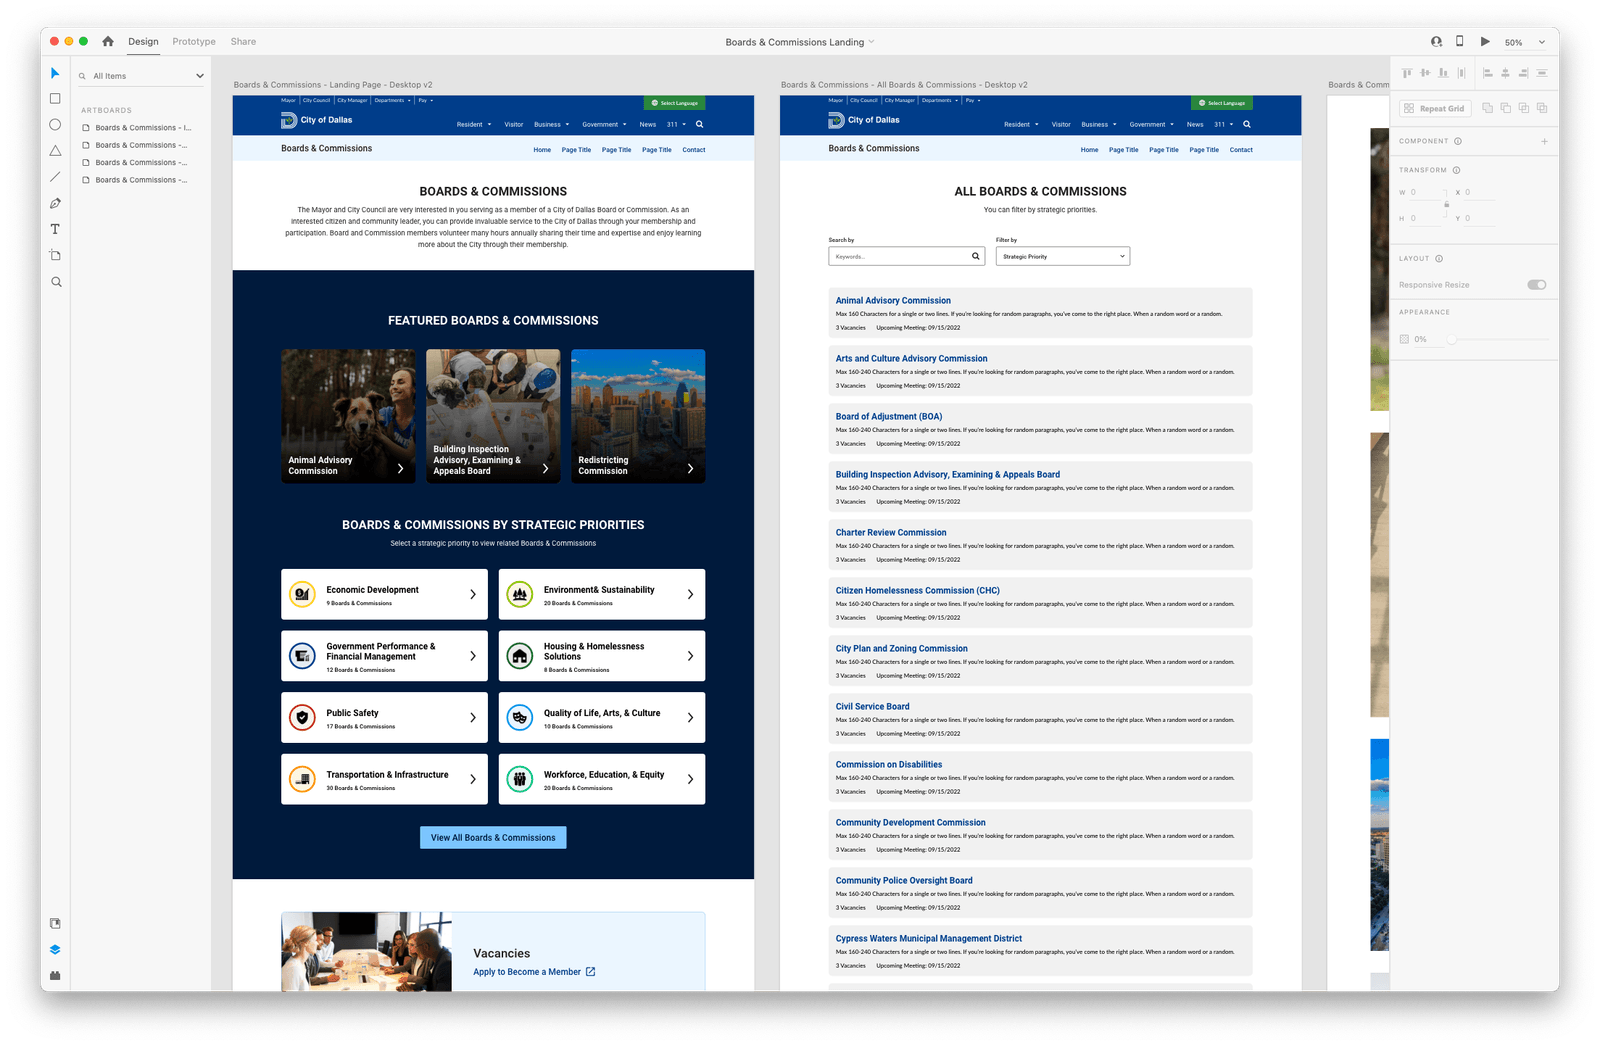 Design Prototype Share
Boards & Commissions Landing
50%
All Items
ARTBOARDS
Boards & Commissions - l...
Boards & Commissions -...
Boards & Commissions -...
Boards & Commissions -...
Boards & Commissions - Landing Page - Desktop v2
Mayor City Council City Manager Departments Pay
Select Language
City of Dallas
Resident Visitor Business Government News 311
Boards & Commissions
Home Page Title Page Title Page Title Contact
BOARDS & COMMISSIONS
The Mayor and City Council are very interested in you serving as a member of a City of Dallas Board or Commission. As an
interested citizen and community leader, you can provide invaluable service to the City of Dallas through your membership and
participation. Board and Commission members volunteer many hours annually sharing their time and expertise and enjoy learning
more about the City through their membership.
FEATURED BOARDS & COMMISSIONS
Animal Advisory
Commission
Building Inspection
Advisory, Examining &
Appeals Board
Redistricting
Commission
BOARDS & COMMISSIONS BY STRATEGIC PRIORITIES
Select a strategic priority to view related Boards & Commissions
Economic Development
9 Boards & Commissions
Environment& Sustainability
20 Boards & Commissions
Government Performance &
Financial Management
12 Boards & Commissions
Housing & Homelessness
Solutions
8 Boards & Commissions
Public Safety
17 Boards & Commissions
Quality of Life, Arts, & Culture
10 Boards & Commissions
Transportation & Infrastructure
30 Boards & Commissions
Workforce, Education, & Equity
20 Boards & Commissions
View All Boards & Commissions
Vacancies
Apply to Become a Member
Boards & Commissions - All Boards & Commissions - Desktop v2
Mayor City Council City Manager Departments Pay
Select Language
City of Dallas
Resident Visitor Business Government News 311
Boards & Commissions
Home Page Title Page Title Page Title Contact
ALL BOARDS & COMMISSIONS
You can filter by strategic priorities.
Search by
Keywords...
Filter by
Strategic Priority
Animal Advisory Commission
Max 160 Characters for a single or two lines. If you're looking for random paragraphs, you've come to the right place. When a random word or a random.
3 Vacancies Upcoming Meeting: 09/15/2022
Arts and Culture Advisory Commission
Max 160-240 Characters for a single or two lines. If you're looking for random paragraphs, you've come to the right place. When a random word or a random.
3 Vacancies Upcoming Meeting: 09/15/2022
Board of Adjustment (BOA)
Max 160-240 Characters for a single or two lines. If you're looking for random paragraphs, you've come to the right place. When a random word or a random.
3 Vacancies Upcoming Meeting: 09/15/2022
Building Inspection Advisory, Examining & Appeals Board
Max 160-240 Characters for a single or two lines. If you're looking for random paragraphs, you've come to the right place. When a random word or a random.
3 Vacancies Upcoming Meeting: 09/15/2022
Charter Review Commission
Max 160-240 Characters for a single or two lines. If you're looking for random paragraphs, you've come to the right place. When a random word or a random.
3 Vacancies Upcoming Meeting: 09/15/2022
Citizen Homelessness Commission (CHC)
Max 160-240 Characters for a single or two lines. If you're looking for random paragraphs, you've come to the right place. When a random word or a random.
3 Vacancies Upcoming Meeting: 09/15/2022
City Plan and Zoning Commission
Max 160-240 Characters for a single or two lines. If you're looking for random paragraphs, you've come to the right place. When a random word or a random.
3 Vacancies Upcoming Meeting: 09/15/2022
Civil Service Board
Max 160-240 Characters for a single or two lines. If you're looking for random paragraphs, you've come to the right place. When a random word or a random.
3 Vacancies Upcoming Meeting: 09/15/2022
Commission on Disabilities
Max 160-240 Characters for a single or two lines. If you're looking for random paragraphs, you've come to the right place. When a random word or a random.
3 Vacancies Upcoming Meeting: 09/15/2022
Community Development Commission
Max 160-240 Characters for a single or two lines. If you're looking for random paragraphs, you've come to the right place. When a random word or a random.
3 Vacancies Upcoming Meeting: 09/15/2022
Community Police Oversight Board
Max 160-240 Characters for a single or two lines. If you're looking for random paragraphs, you've come to the right place. When a random word or a random.
3 Vacancies Upcoming Meeting: 09/15/2022
Cypress Waters Municipal Management District
Max 160-240 Characters for a single or two lines. If you're looking for random paragraphs, you've come to the right place. When a random word or a random.
3 Vacancies Upcoming Meeting: 09/15/2022
Boards & Comm
Repeat Grid
COMPONENT
TRANSFORM
W 0 X 0
H 0 Y 0
LAYOUT
Responsive Resize
APPEARANCE
0%